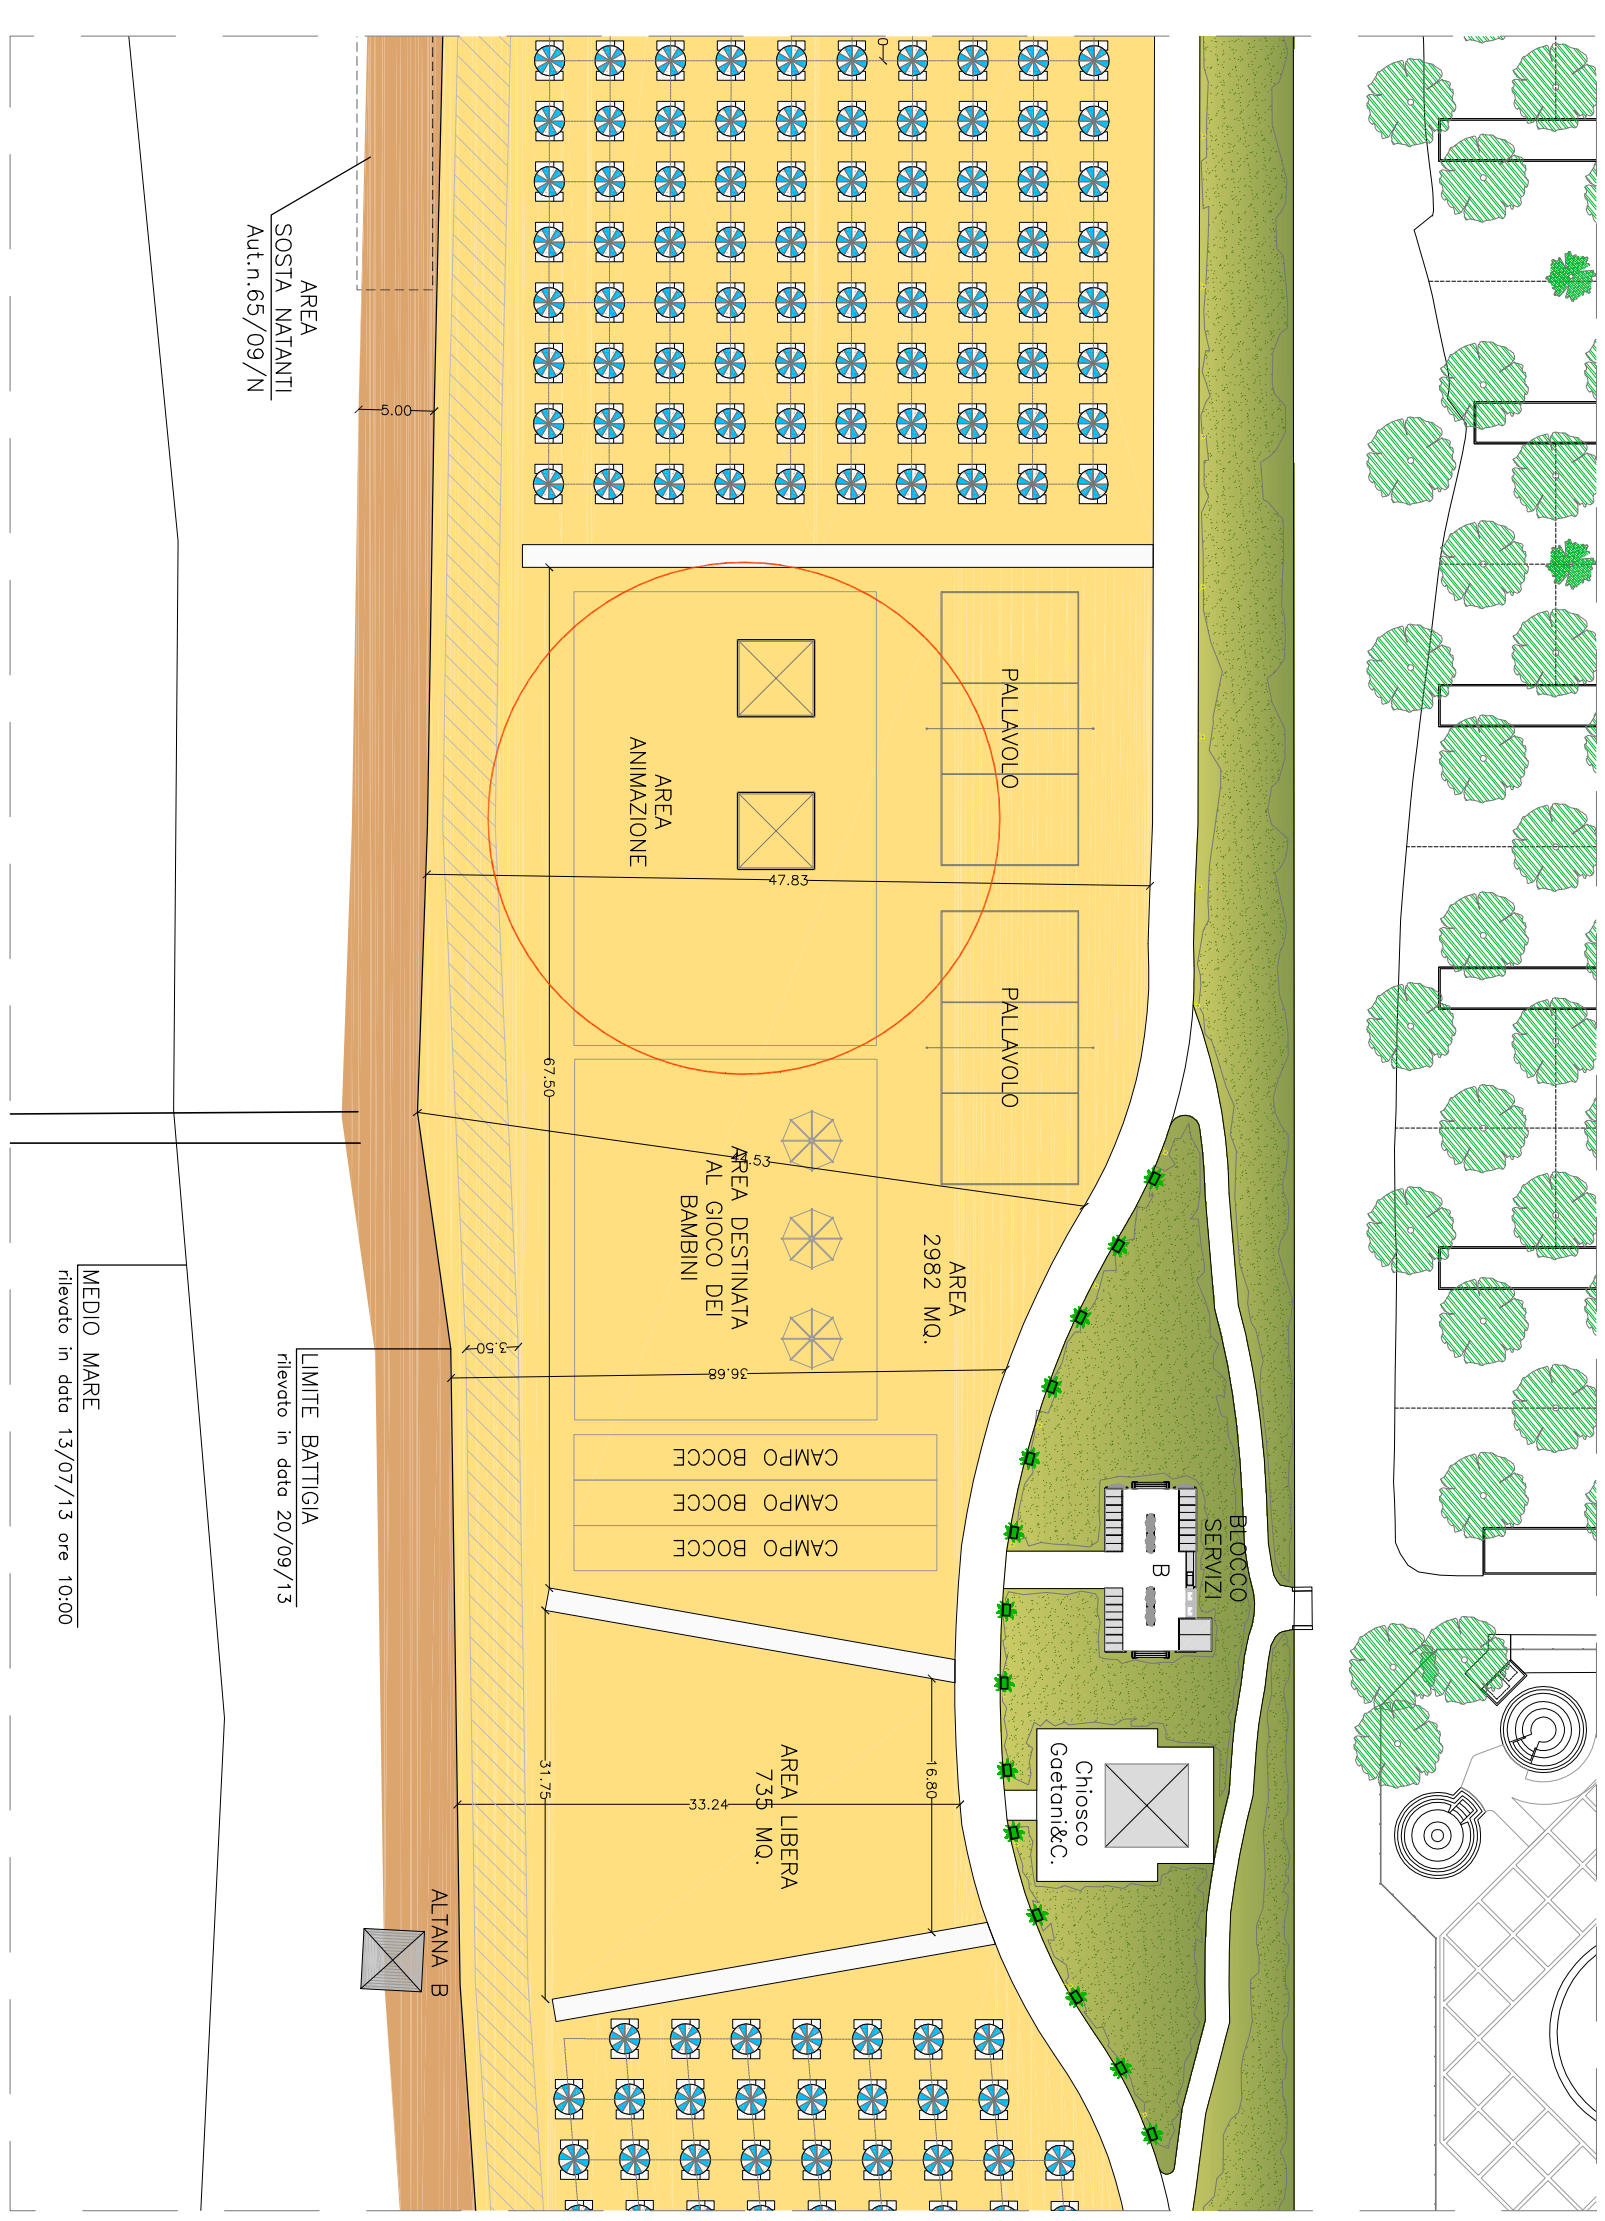 AREA
SOSTA NATANTI
Aut.n.65/09/N
5.00
PALLAVOLO
AREA
ANIMAZIONE
47.83
PALLAVOLO
67.50
AREA DESTINATA
AL GIOCO DEI
BAMBINI
AREA
2982 MQ.
3.50
36.68
MEDIO MARE
rilevato in data 13/07/13 ore 10:00
LIMITE BATTIGIA
rilevato in data 20/09/13
CAMPO BOCCE
CAMPO BOCCE
CAMPO BOCCE
BLOCCO
SERVIZI
B
Chiosco
Gaetani&C.
AREA LIBERA
735 MQ.
31.75
33.24
16.80
ALTANA B